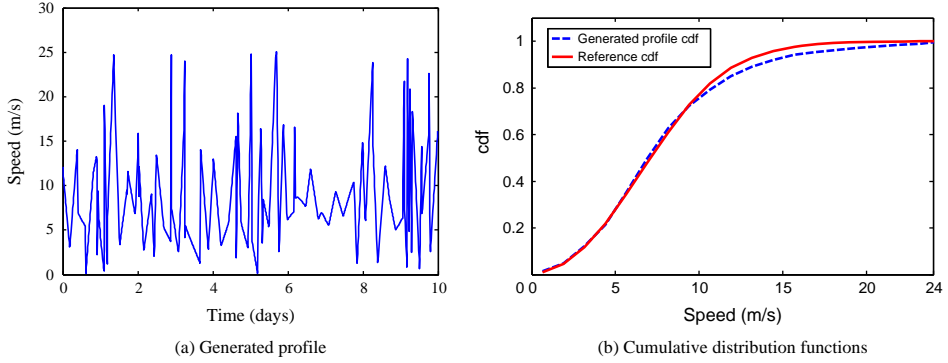 30
25
20
15
10
5
0
Speed (m/s)
0 2 4 6 8 10
Time (days)
(a) Generated profile
Generated profile cdf
Reference cdf
1
0.8
0.6
0.4
0.2
cdf
0 5 10 15 20 24
Speed (m/s)
(b) Cumulative distribution functions